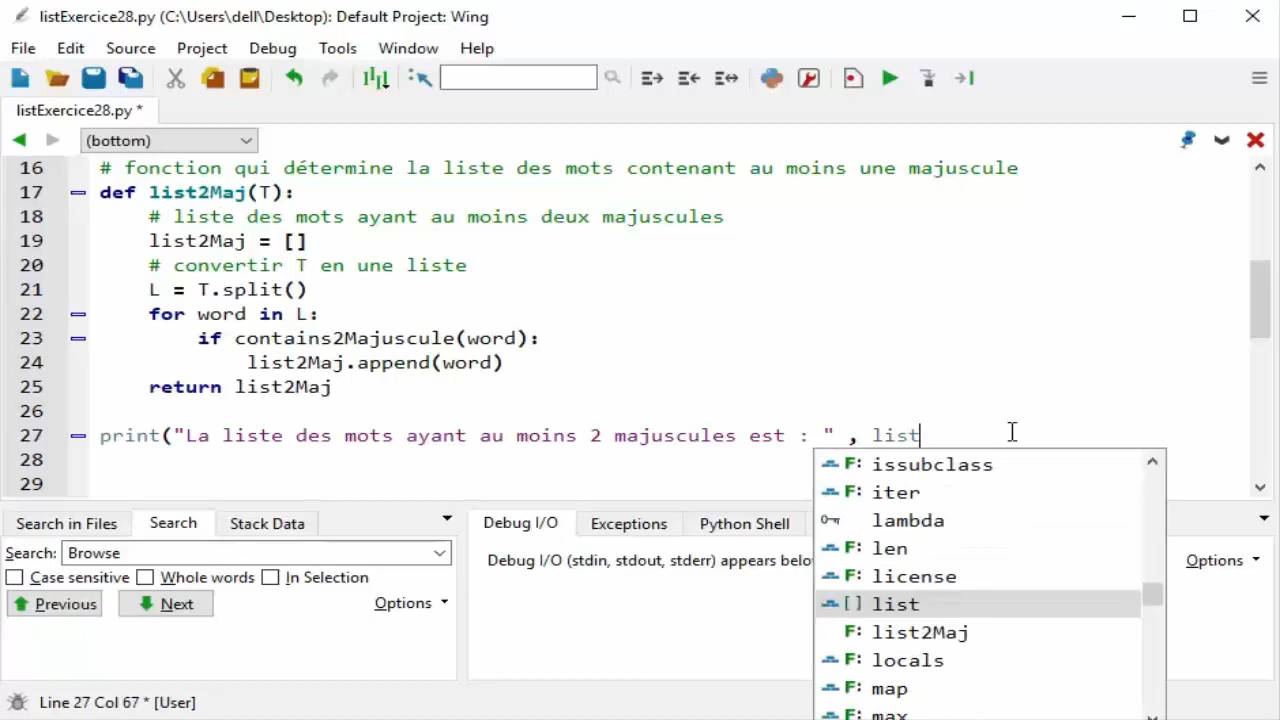 listExercice28.py (C:\Users\dell\Desktop): Default Project: Wing
File Edit Source Project Debug Tools Window Help
listExercice28.py *
(bottom)
16 # fonction qui détermine la liste des mots contenant au moins une majuscule
17 def list2Maj(T):
18 # liste des mots ayant au moins deux majuscules
19 list2Maj = []
20 # convertir T en une liste
21 L = T.split()
22 for word in L:
23 if contains2Majuscule(word):
24 list2Maj.append(word)
25 return list2Maj
26
27 print("La liste des mots ayant au moins 2 majuscules est : " , list
28
29
F: issubclass
F: iter
lambda
F: len
F: license
[] list
F: list2Maj
F: locals
F: map
max
Search in Files Search Stack Data
Search: Browse
Case sensitive Whole words In Selection
Previous Next Options
Debug I/O Exceptions Python Shell
Debug I/O (stdin, stdout, stderr) appears belo
Options
Line 27 Col 67 * [User]